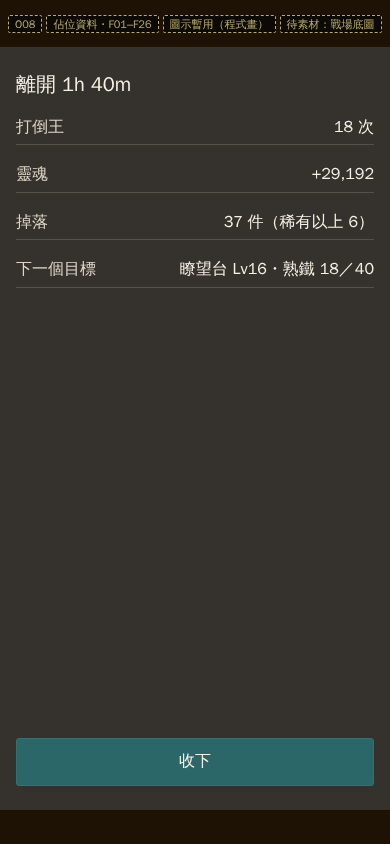 008 佔位資料・F01–F26 圖示暫用（程式畫） 待素材：戰場底圖
離開 1h 40m
打倒王 18 次
靈魂 +29,192
掉落 37 件（稀有以上 6）
下一個目標 瞭望台 Lv16・熟鐵 18／40
收下